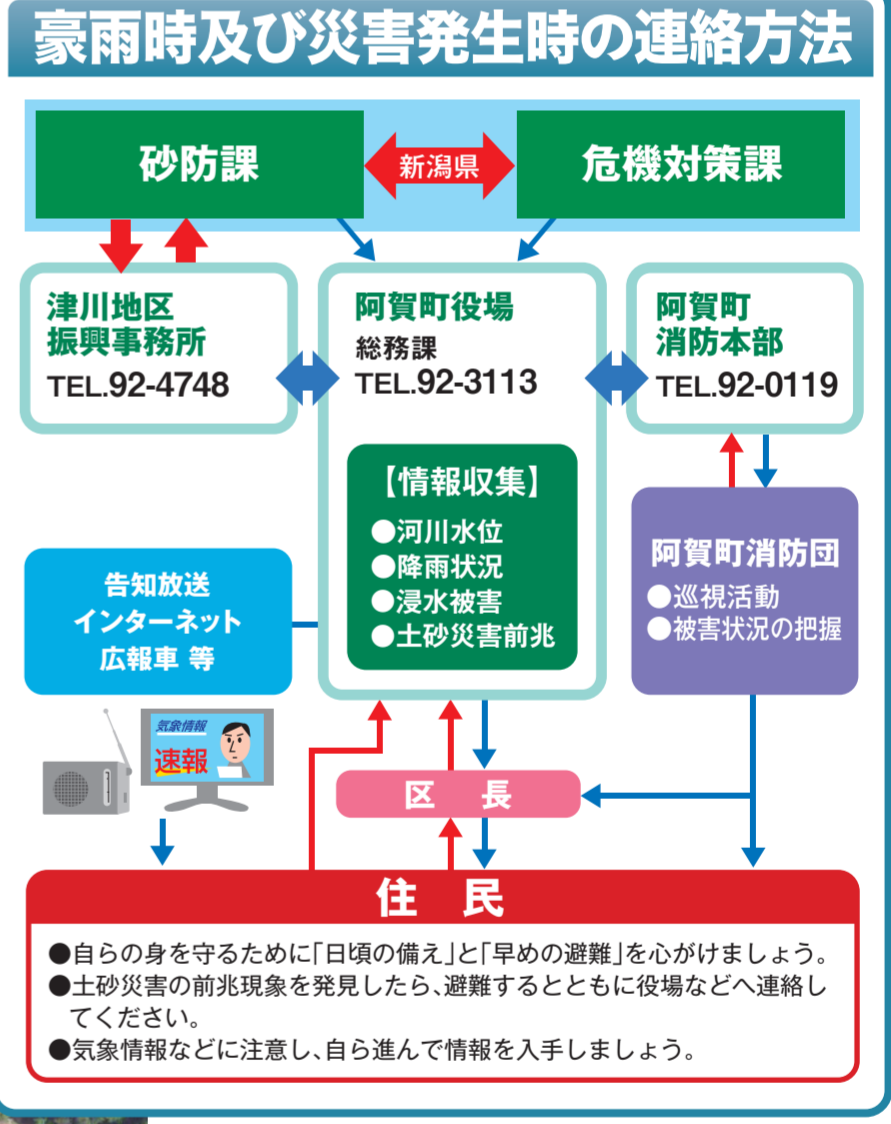 豪雨時及び災害発生時の連絡方法
砂防課
新潟県
危機対策課
津川地区
振興事務所
TEL.92-4748
阿賀町役場
総務課
TEL.92-3113
阿賀町
消防本部
TEL.92-0119
【情報収集】
●河川水位
●降雨状況
●浸水被害
●土砂災害前兆
阿賀町消防団
●巡視活動
●被害状況の把握
告知放送
インターネット
広報車 等
気象情報
速報
区 長
住 民
●自らの身を守るために「日頃の備え」と「早めの避難」を心がけましょう。
●土砂災害の前兆現象を発見したら、避難するとともに役場などへ連絡し
てください。
●気象情報などに注意し、自ら進んで情報を入手しましょう。